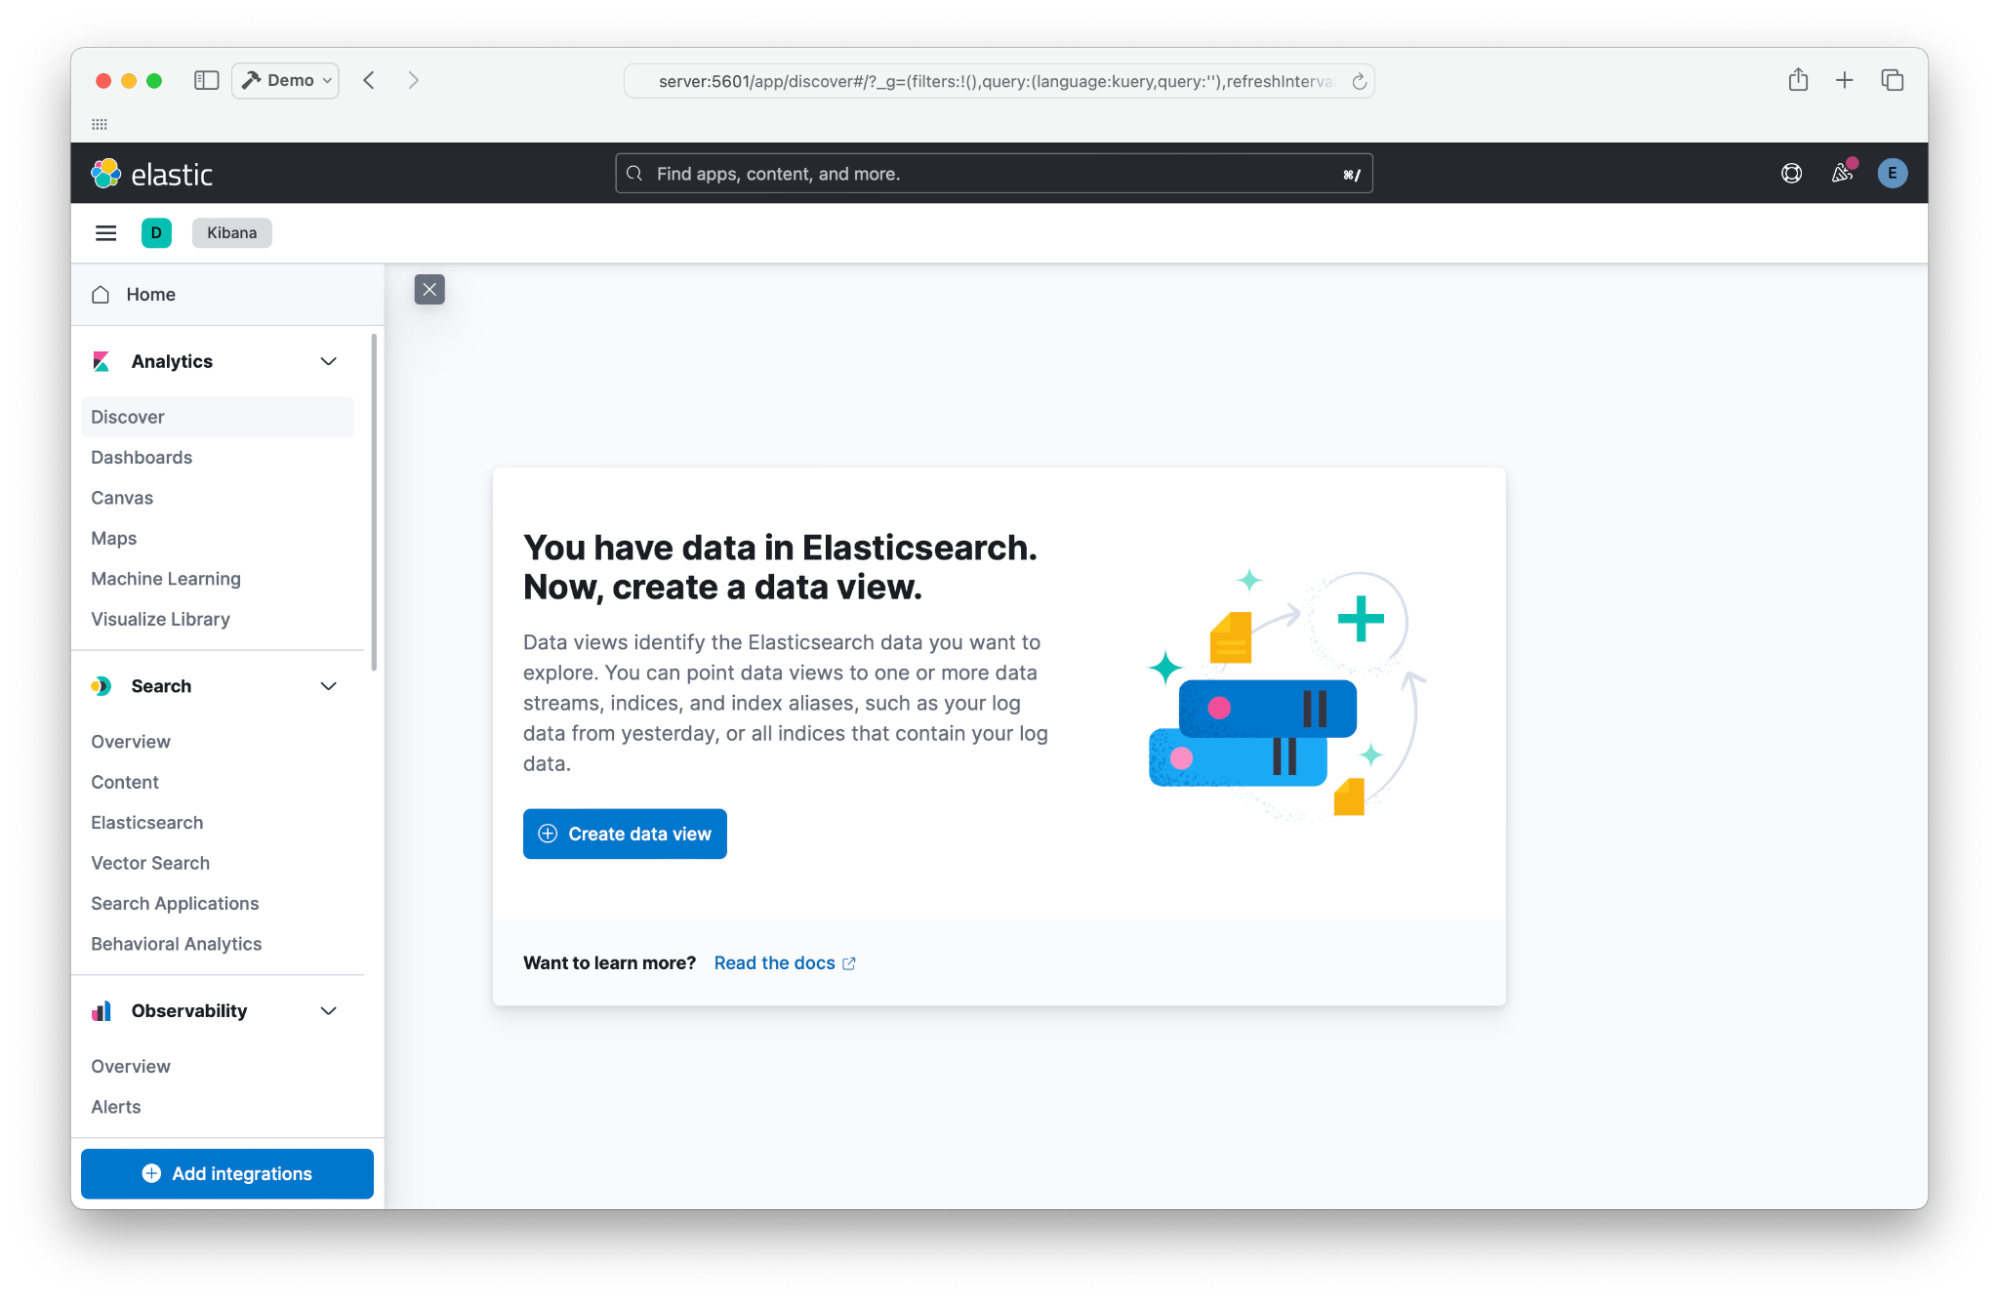 Demo
server:5601/app/discover#/?_g=(filters:!(),query:(language:kuery,query:''),refreshInterva
elastic
Find apps, content, and more.
⌘/
E
D
Kibana
Home
Analytics
Discover
Dashboards
Canvas
Maps
Machine Learning
Visualize Library
Search
Overview
Content
Elasticsearch
Vector Search
Search Applications
Behavioral Analytics
Observability
Overview
Alerts
Add integrations
You have data in Elasticsearch.
Now, create a data view.
Data views identify the Elasticsearch data you want to
explore. You can point data views to one or more data
streams, indices, and index aliases, such as your log
data from yesterday, or all indices that contain your log
data.
Create data view
Want to learn more? Read the docs